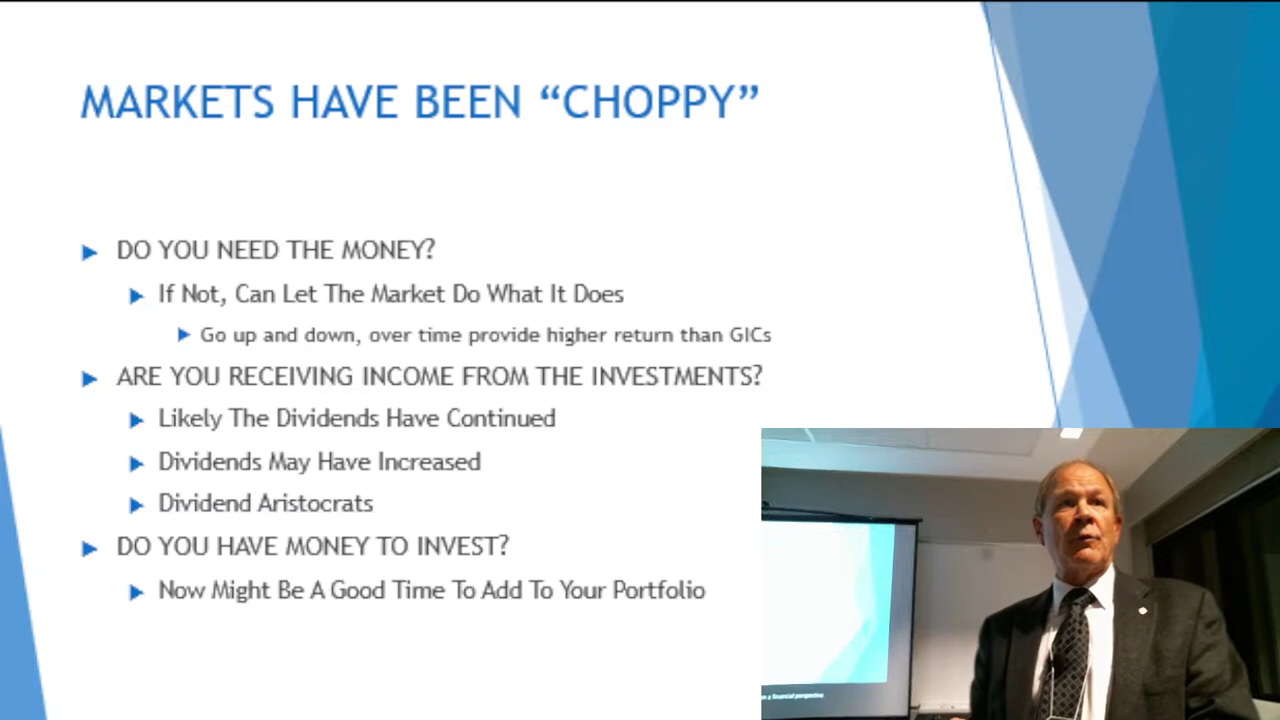 MARKETS HAVE BEEN “CHOPPY”
DO YOU NEED THE MONEY?
If Not, Can Let The Market Do What It Does
Go up and down, over time provide higher return than GICs
ARE YOU RECEIVING INCOME FROM THE INVESTMENTS?
Likely The Dividends Have Continued
Dividends May Have Increased
Dividend Aristocrats
DO YOU HAVE MONEY TO INVEST?
Now Might Be A Good Time To Add To Your Portfolio
a financial perspective